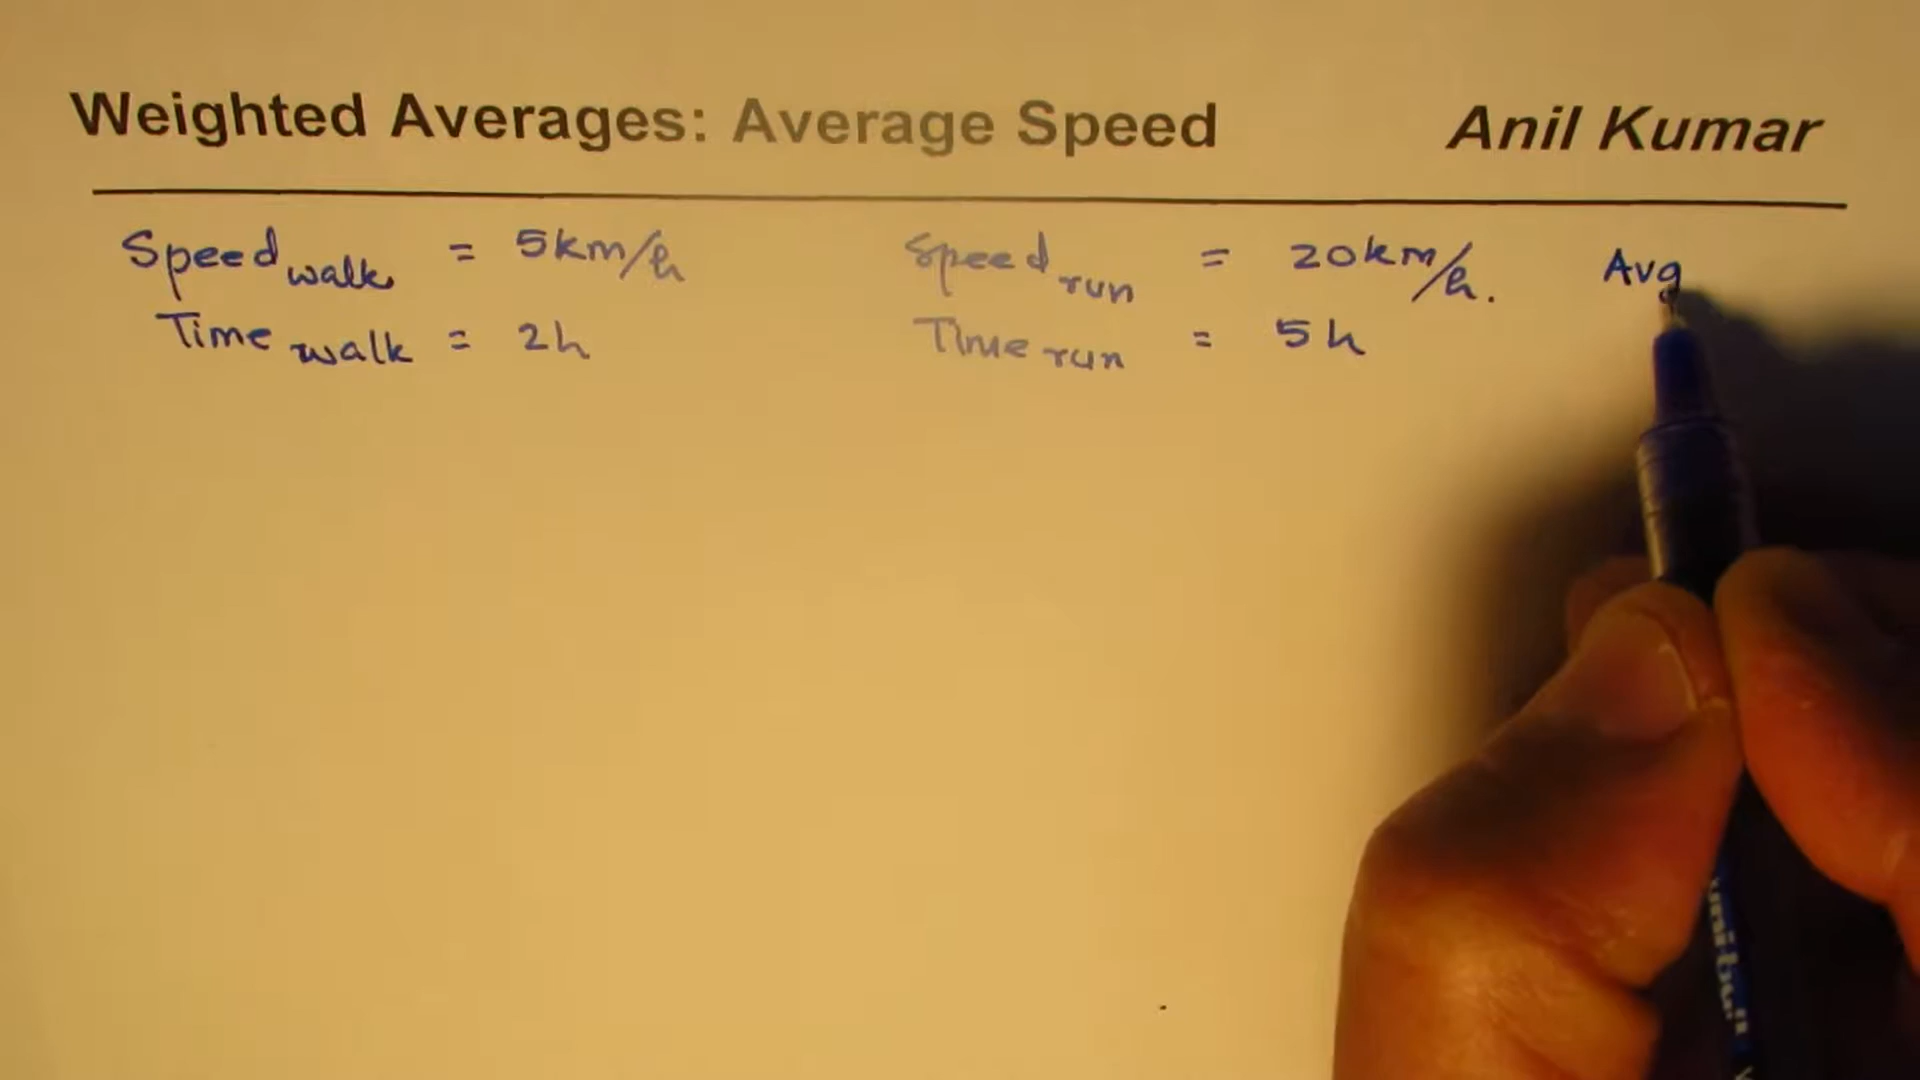 Weighted Averages: Average Speed Anil Kumar
Speed walk = 5km/h Speed run = 20km/h. Avg
Time walk = 2h Time run = 5h